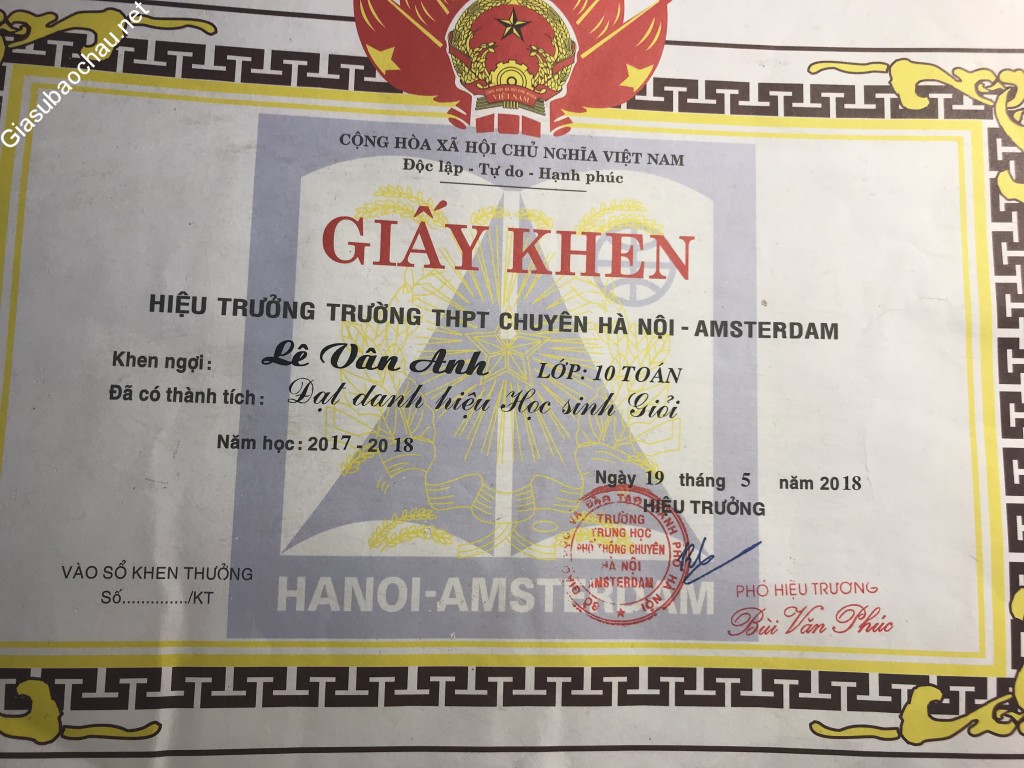 Giasubaochau.net
VIỆT NAM
CỘNG HÒA XÃ HỘI CHỦ NGHĨA VIỆT NAM
Độc lập - Tự do - Hạnh phúc
GIẤY KHEN
HIỆU TRƯỞNG TRƯỜNG THPT CHUYÊN HÀ NỘI - AMSTERDAM
Khen ngợi: Lê Vân Anh LỚP: 10 TOÁN
Đã có thành tích: Đạt danh hiệu Học sinh Giỏi
Năm học: 2017 - 2018
Ngày 19 tháng 5 năm 2018
HIỆU TRƯỞNG
TRƯỜNG
TRUNG HỌC
PHỔ THÔNG CHUYÊN
HÀ NỘI
AMSTERDAM
VÀO SỔ KHEN THƯỞNG
Số............../KT
HANOI-AMSTERDAM
PHÓ HIỆU TRƯỞNG
Bùi Văn Phúc